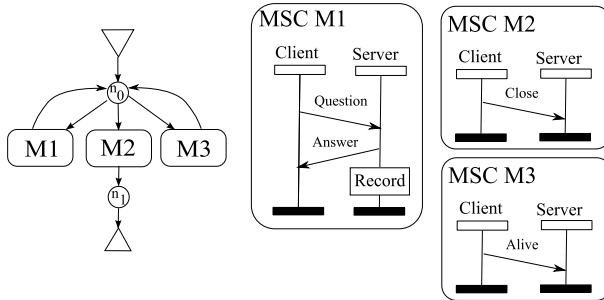 n0
M1 M2 M3
n1
MSC M1
Client Server
Question
Answer
Record
MSC M2
Client Server
Close
MSC M3
Client Server
Alive